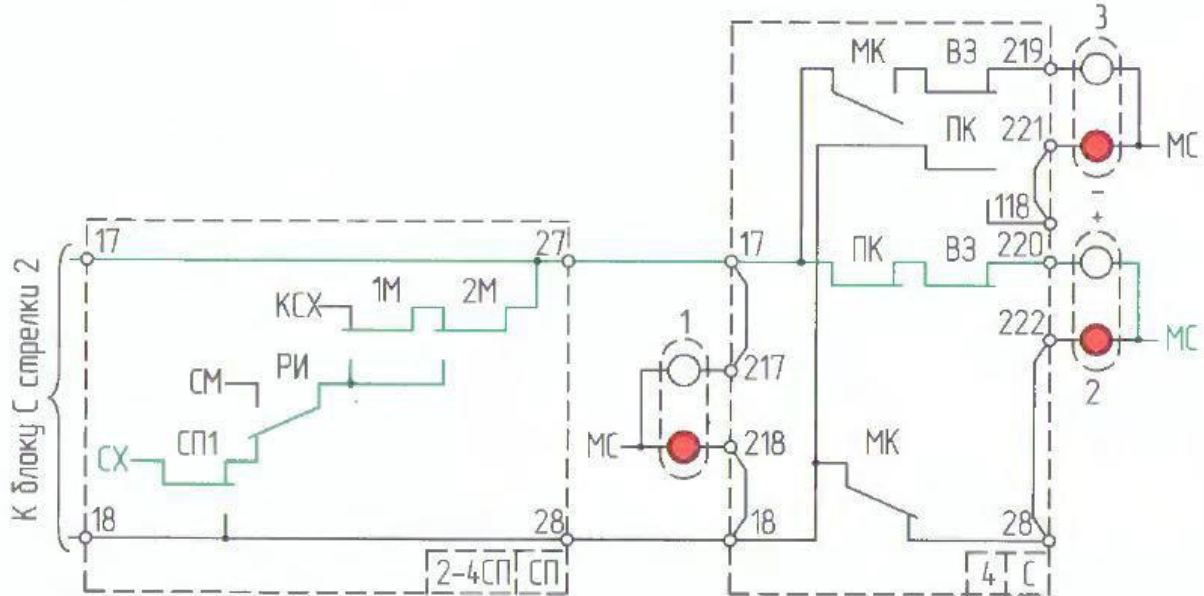 3
МК ВЗ 219
ПК 221
МС
118
−
+
17 27 17 ПК ВЗ 220
КСХ 1М 2М
1
222
МС
РИ
СМ
217
2
СП1
СХ
МС
218
МК
18 28 18 28
2-4СП СП
4 С
К блоку С стрелки 2